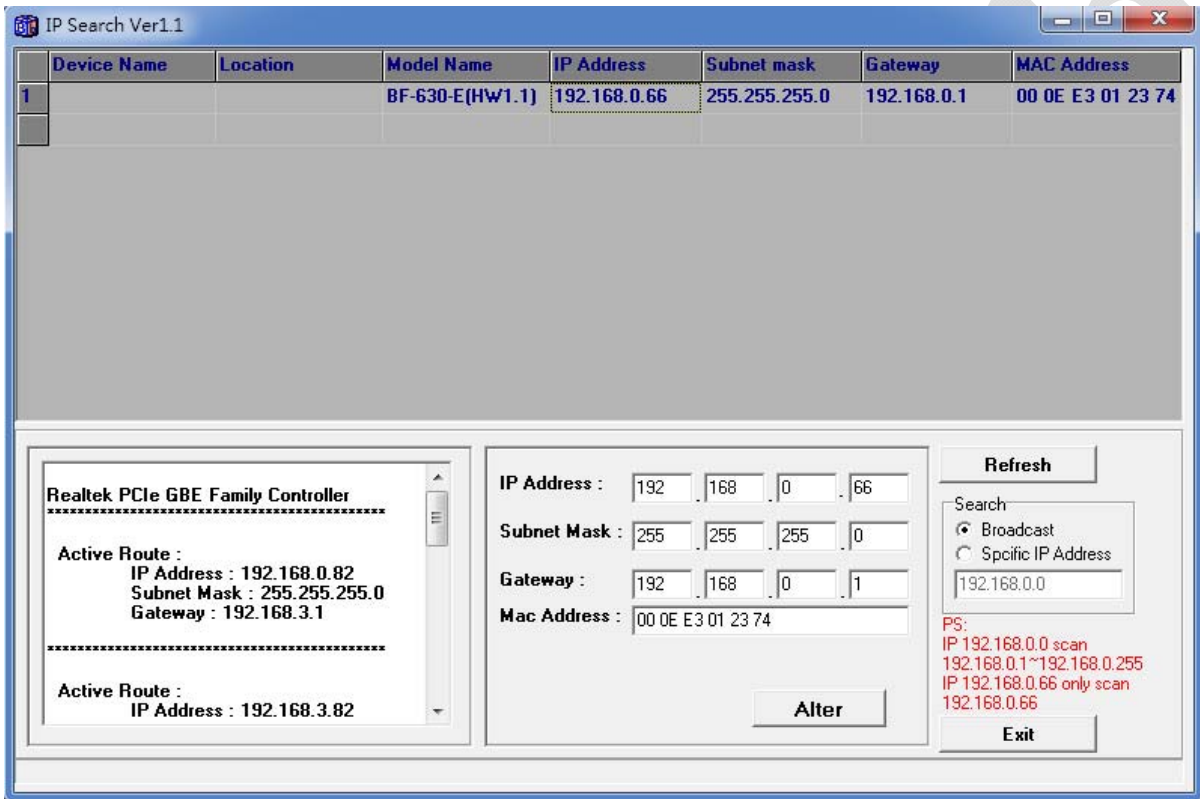 IP Search Ver1.1
Device Name Location Model Name IP Address Subnet mask Gateway MAC Address
1 BF-630-E(HW1.1) 192.168.0.66 255.255.255.0 192.168.0.1 00 0E E3 01 23 74
Realtek PCIe GBE Family Controller
********************************************
Active Route :
IP Address : 192.168.0.82
Subnet Mask : 255.255.255.0
Gateway : 192.168.3.1
********************************************
Active Route :
IP Address : 192.168.3.82
IP Address : 192 . 168 . 0 . 66
Subnet Mask : 255 . 255 . 255 . 0
Gateway : 192 . 168 . 0 . 1
Mac Address : 00 0E E3 01 23 74
Alter
Refresh
Search
Broadcast
Spcific IP Address
192.168.0.0
PS:
IP 192.168.0.0 scan
192.168.0.1~192.168.0.255
IP 192.168.0.66 only scan
192.168.0.66
Exit